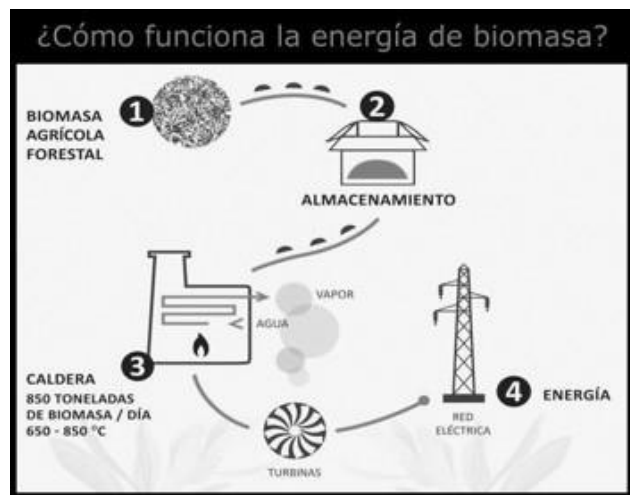 ¿Cómo funciona la energía de biomasa?
1
BIOMASA
AGRÍCOLA
FORESTAL
2
ALMACENAMIENTO
VAPOR
AGUA
3
CALDERA
850 TONELADAS
DE BIOMASA / DÍA
650 - 850 °C
TURBINAS
RED
ELÉCTRICA
4 ENERGÍA